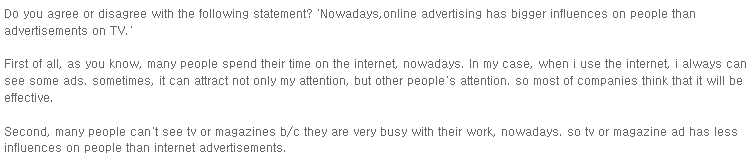 Do you agree or disagree with the following statement? 'Nowadays,online advertising has bigger influences on people than
advertisements on TV.'
First of all, as you know, many people spend their time on the internet, nowadays. In my case, when i use the internet, i always can
see some ads. sometimes, it can attract not only my attention, but other people's attention. so most of companies think that it will be
effective.
Second, many people can't see tv or magazines b/c they are very busy with their work, nowadays. so tv or magazine ad has less
influences on people than internet advertisements.